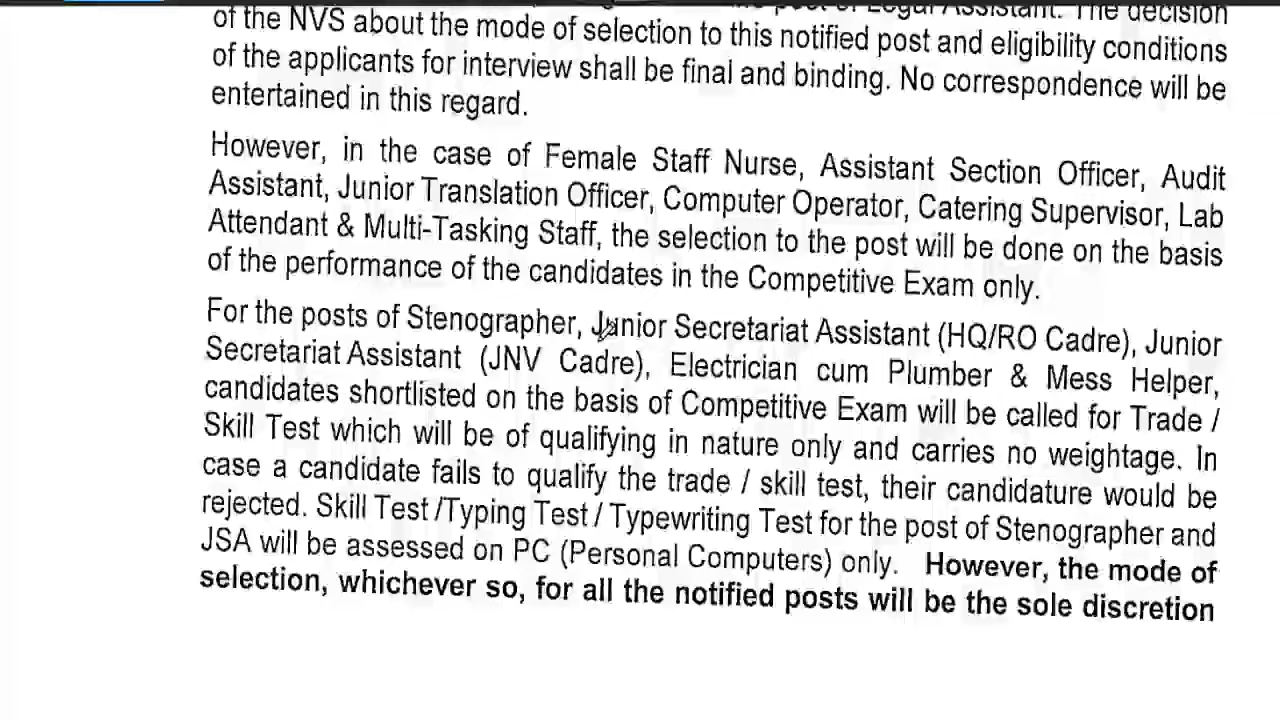 post of Legal Assistant. The decision
of the NVS about the mode of selection to this notified post and eligibility conditions
of the applicants for interview shall be final and binding. No correspondence will be
entertained in this regard.
However, in the case of Female Staff Nurse, Assistant Section Officer, Audit
Assistant, Junior Translation Officer, Computer Operator, Catering Supervisor, Lab
Attendant & Multi-Tasking Staff, the selection to the post will be done on the basis
of the performance of the candidates in the Competitive Exam only.
For the posts of Stenographer, Junior Secretariat Assistant (HQ/RO Cadre), Junior
Secretariat Assistant (JNV Cadre), Electrician cum Plumber & Mess Helper,
candidates shortlisted on the basis of Competitive Exam will be called for Trade /
Skill Test which will be of qualifying in nature only and carries no weightage. In
case a candidate fails to qualify the trade / skill test, their candidature would be
rejected. Skill Test /Typing Test / Typewriting Test for the post of Stenographer and
JSA will be assessed on PC (Personal Computers) only. However, the mode of
selection, whichever so, for all the notified posts will be the sole discretion